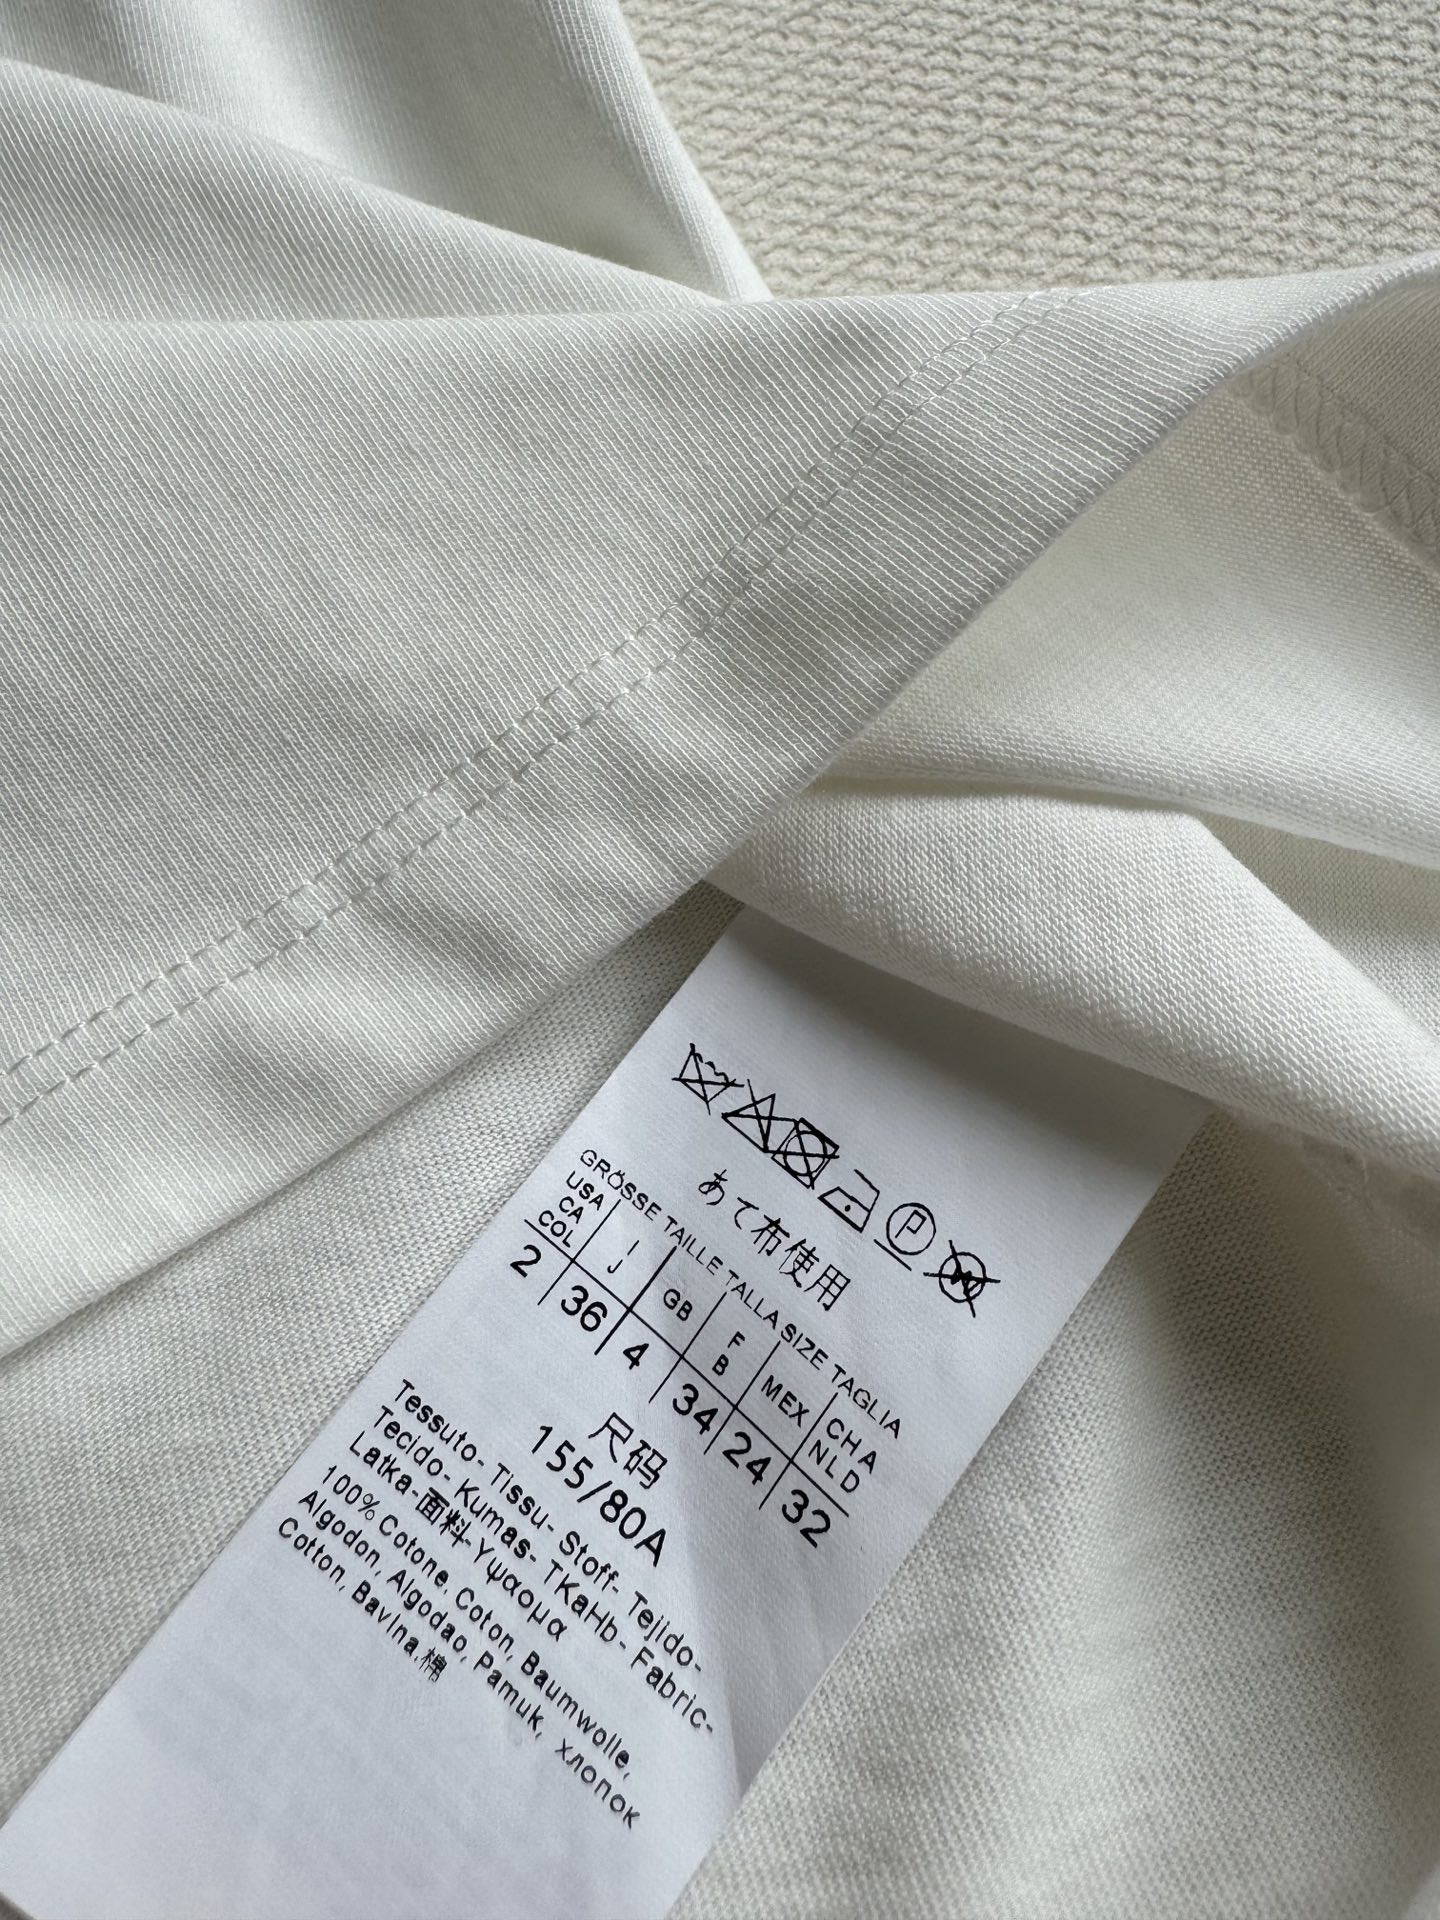 P
W
あて布使用
GRÖSSE TAILLE TALLA SIZE TAGLIA
USA CA COL I J GB F B MEX CHA NLD
2 36 4 34 24 32
尺码
155/80A
Tessuto- Tissu- Stoff- Tejido-
Tecido- Kumas- TKaHb- Fabric-
Latka-面料-Υψαομα
100% Cotone, Coton, Baumwolle,
Algodon, Algodao, Pamuk, хлопок
Cotton, Bavlna,棉